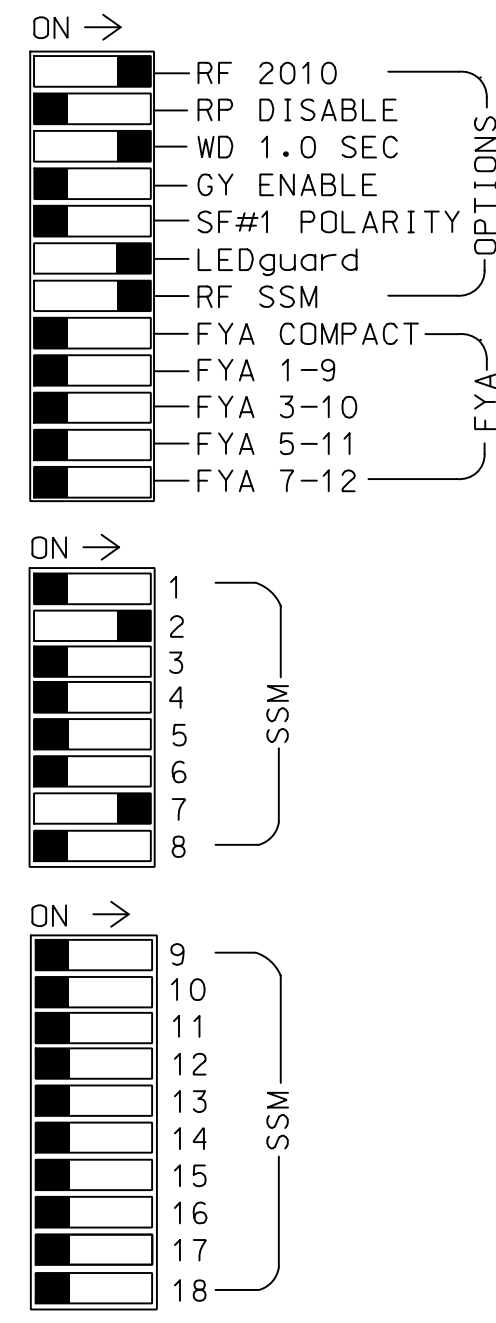 ON →
RF 2010
RP DISABLE
WD 1.0 SEC
GY ENABLE
SF#1 POLARITY
LEDguard
RF SSM
OPTIONS
FYA COMPACT
FYA 1-9
FYA 3-10
FYA 5-11
FYA 7-12
FYA
ON →
1
2
3
4
5
6
7
8
SSM
ON →
9
10
11
12
13
14
15
16
17
18
SSM